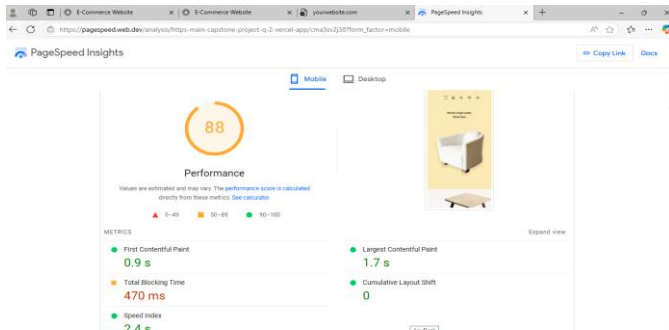 E-Commerce Website
E-Commerce Website
yourwebsite.com
PageSpeed Insights
https://pagespeed.web.dev/analysis/https-main-capstone-project-q-2-vercel-app/cma3sv2j38?form_factor=mobile
PageSpeed Insights
Copy Link
Docs
Mobile
Desktop
88
Performance
Values are estimated and may vary. The performance score is calculated
directly from these metrics. See calculator.
0–49
50–89
90–100
METRICS
Expand view
First Contentful Paint
0.9 s
Largest Contentful Paint
1.7 s
Total Blocking Time
470 ms
Cumulative Layout Shift
0
Speed Index
2.4 s